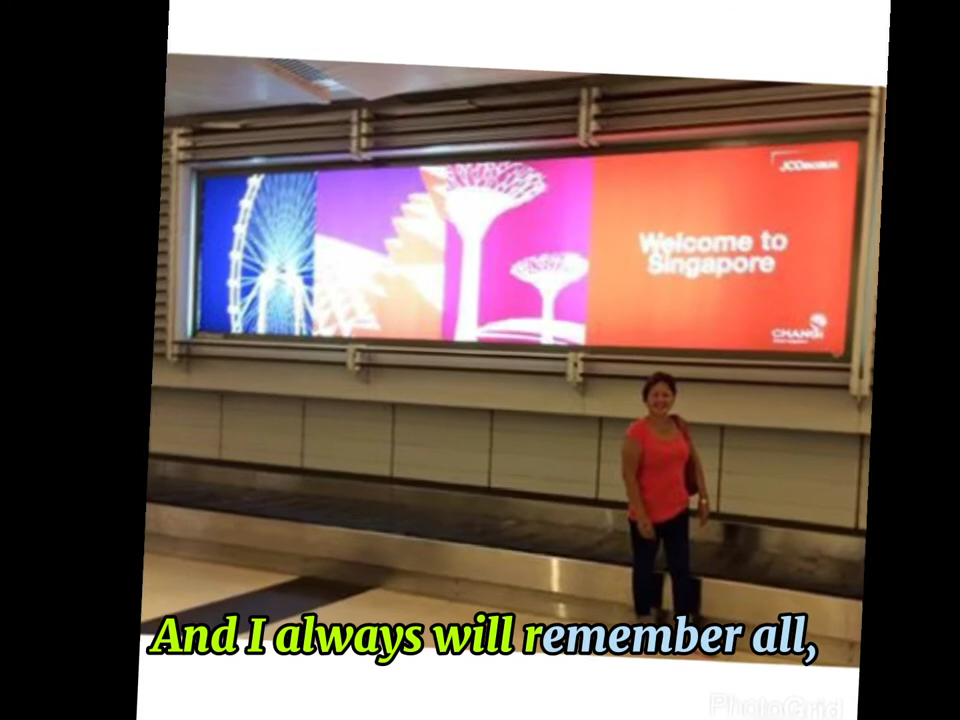 JCDecaux
Welcome to
Singapore
CHANGI
And I always will remember all,
PhotoGrid